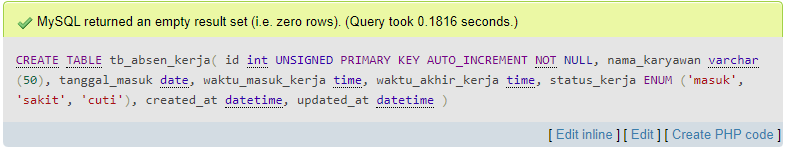 MySQL returned an empty result set (i.e. zero rows). (Query took 0.1816 seconds.)
CREATE TABLE tb_absen_kerja( id int UNSIGNED PRIMARY KEY AUTO_INCREMENT NOT NULL, nama_karyawan varchar
(50), tanggal_masuk date, waktu_masuk_kerja time, waktu_akhir_kerja time, status_kerja ENUM ('masuk',
'sakit', 'cuti'), created_at datetime, updated_at datetime )
[ Edit inline ] [ Edit ] [ Create PHP code ]